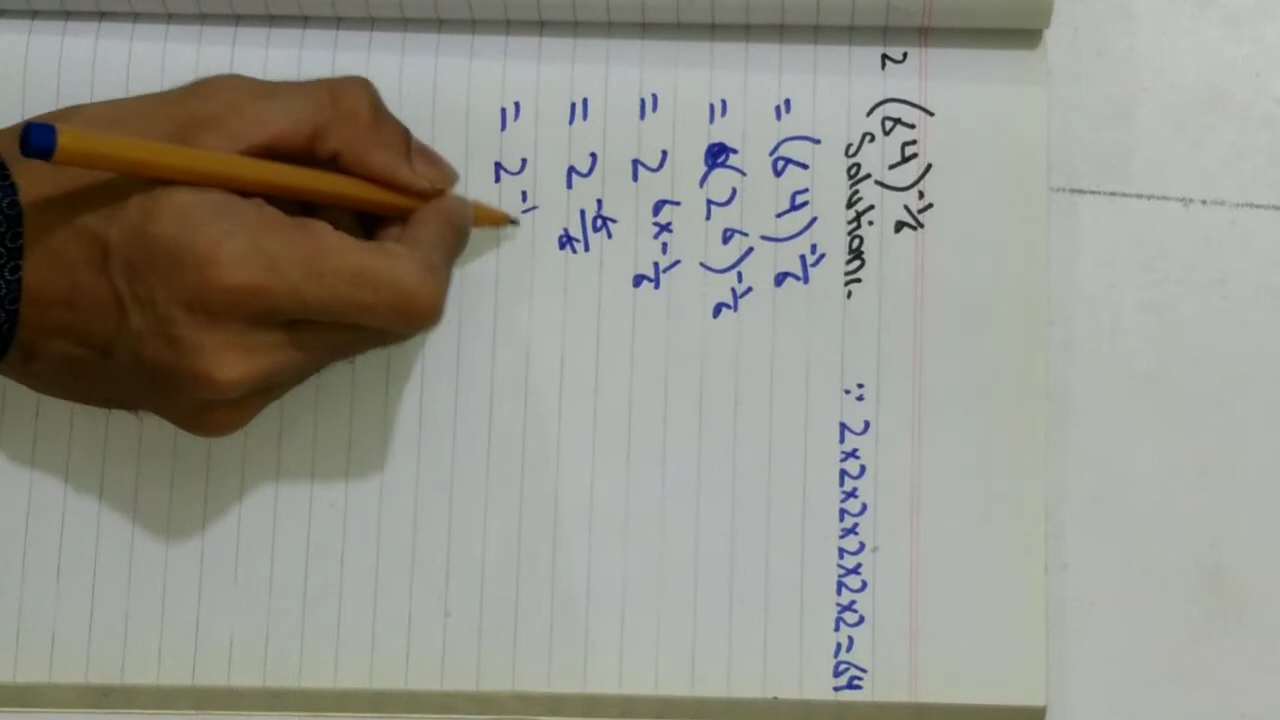 2 (64)^-1/6
Solution:- ∵ 2×2×2×2×2×2=64
= (64)^-1/6
= (2 6)^-1/6
= 2 6×-1/6
= 2 -6/6
= 2^-1